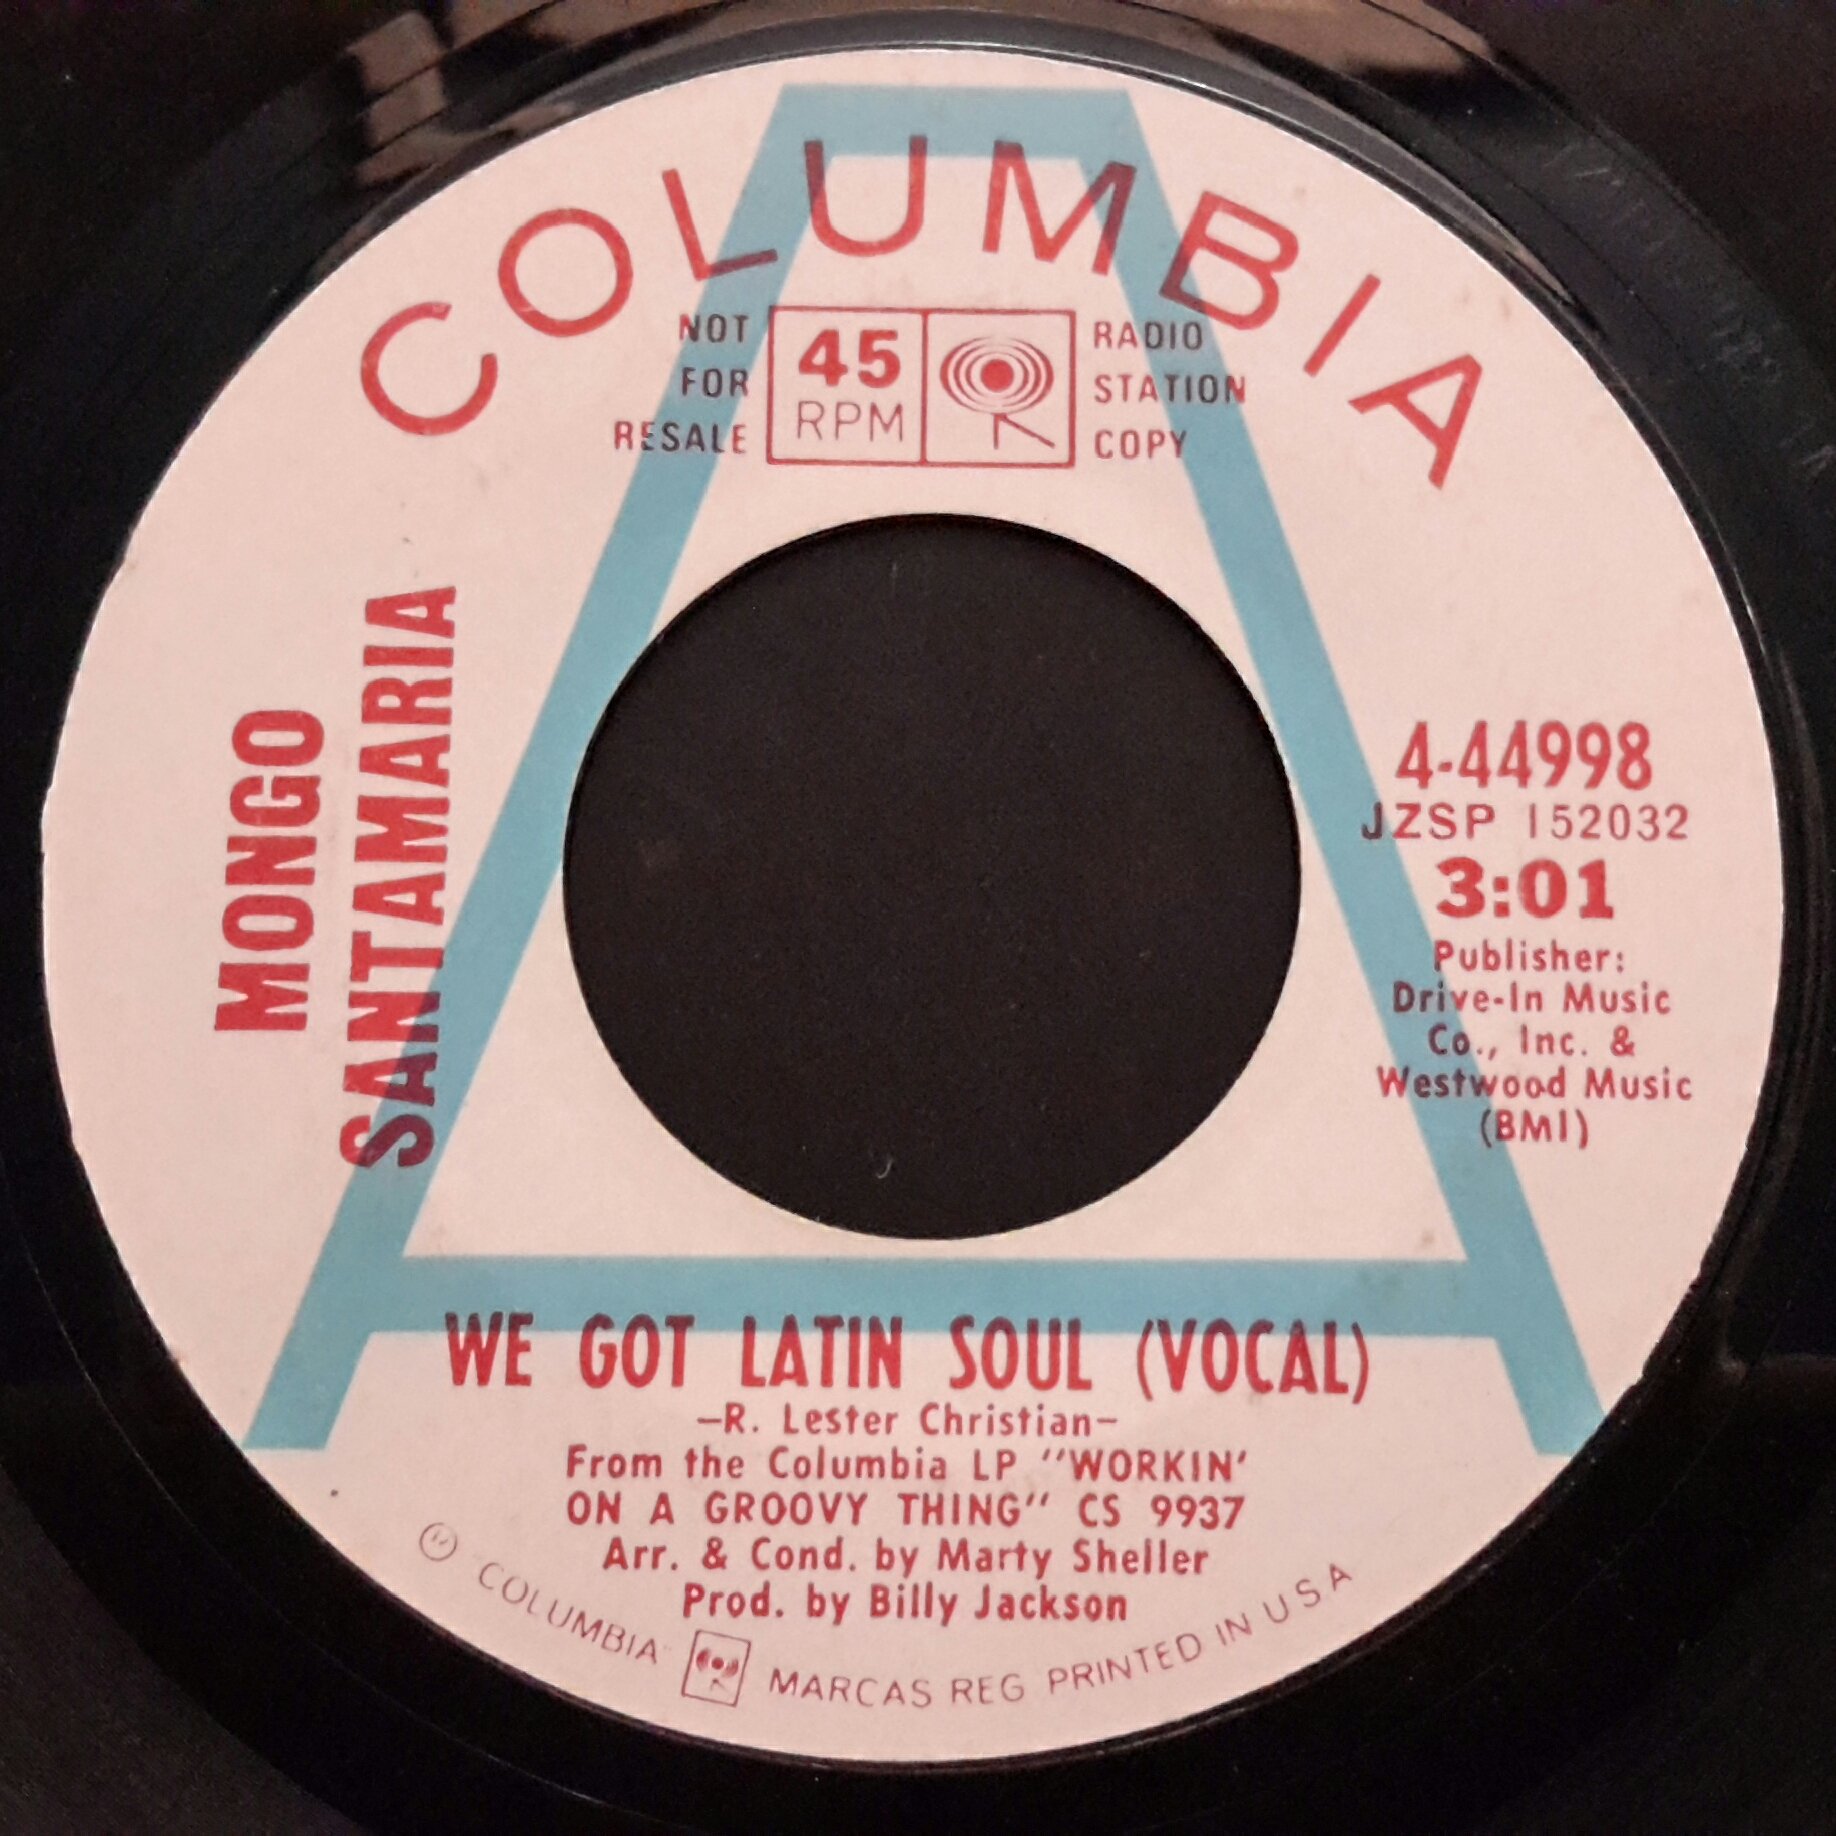 COLUMBIA
NOT
FOR
RESALE
45
RPM
RADIO
STATION
COPY
MONGO
SANTAMARIA
4-44998
JZSP 152032
3:01
Publisher:
Drive-In Music
Co., Inc. &
Westwood Music
(BMI)
WE GOT LATIN SOUL (VOCAL)
–R. Lester Christian–
From the Columbia LP "WORKIN'
ON A GROOVY THING" CS 9937
Arr. & Cond. by Marty Sheller
Prod. by Billy Jackson
COLUMBIA MARCAS REG PRINTED IN U S A